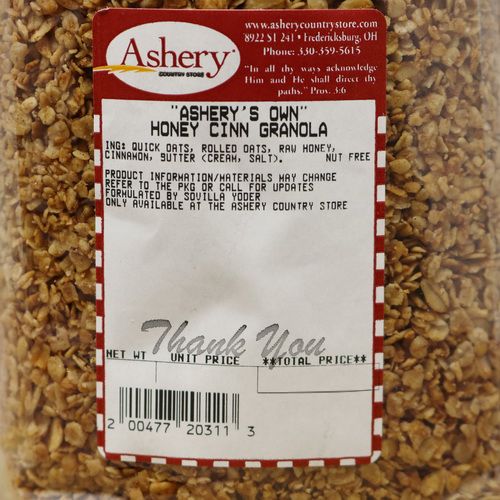 Ashery
COUNTRY STORE
www.asherycountrystore.com
8922 ST 241 • Fredericksburg, OH
Phone: 330-359-5615
"In all thy ways acknowledge
Him and He shall direct thy
paths." Prov. 3:6
"ASHERY'S OWN"
HONEY CINN GRANOLA
ING: QUICK OATS, ROLLED OATS, RAW HONEY,
CINNAMON, BUTTER (CREAM, SALT). NUT FREE
PRODUCT INFORMATION/MATERIALS MAY CHANGE
REFER TO THE PKG OR CALL FOR UPDATES
FORMULATED BY SOVILLA YODER
ONLY AVAILABLE AT THE ASHERY COUNTRY STORE
Thank You
NET WT UNIT PRICE **TOTAL PRICE**
2 00477 20311 3